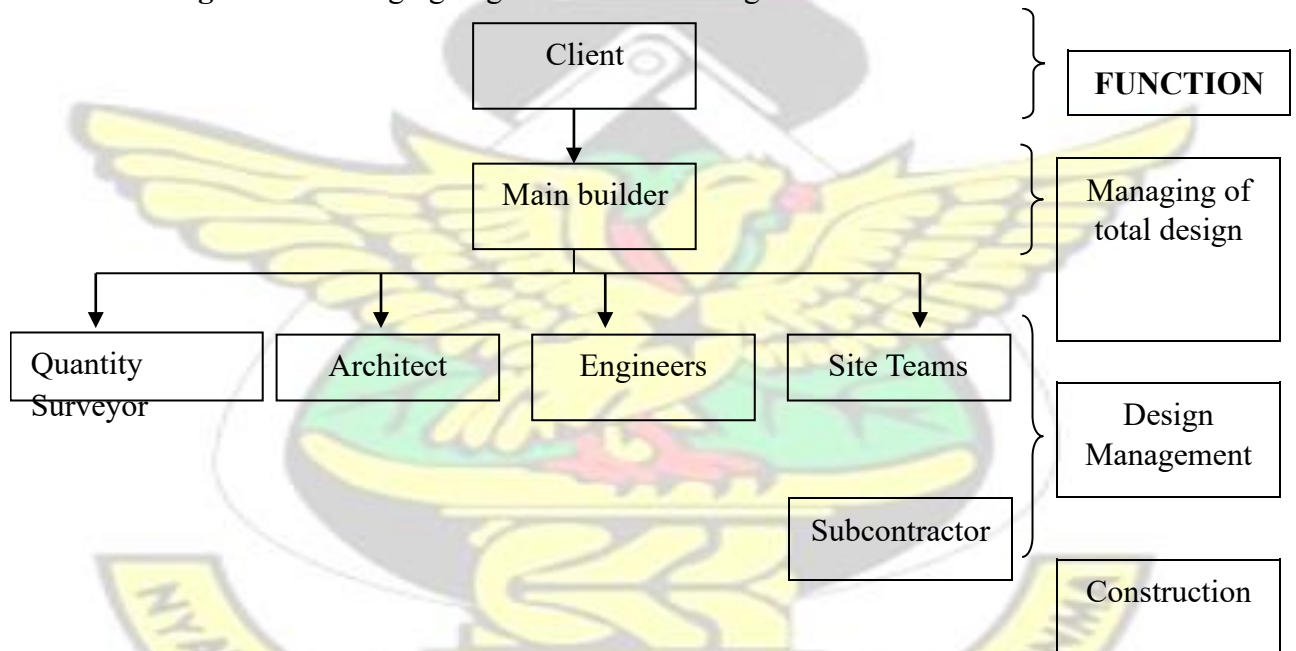 Client
FUNCTION
Main builder
Managing of
total design
Quantity
Surveyor
Architect
Engineers
Site Teams
Design
Management
Subcontractor
Construction